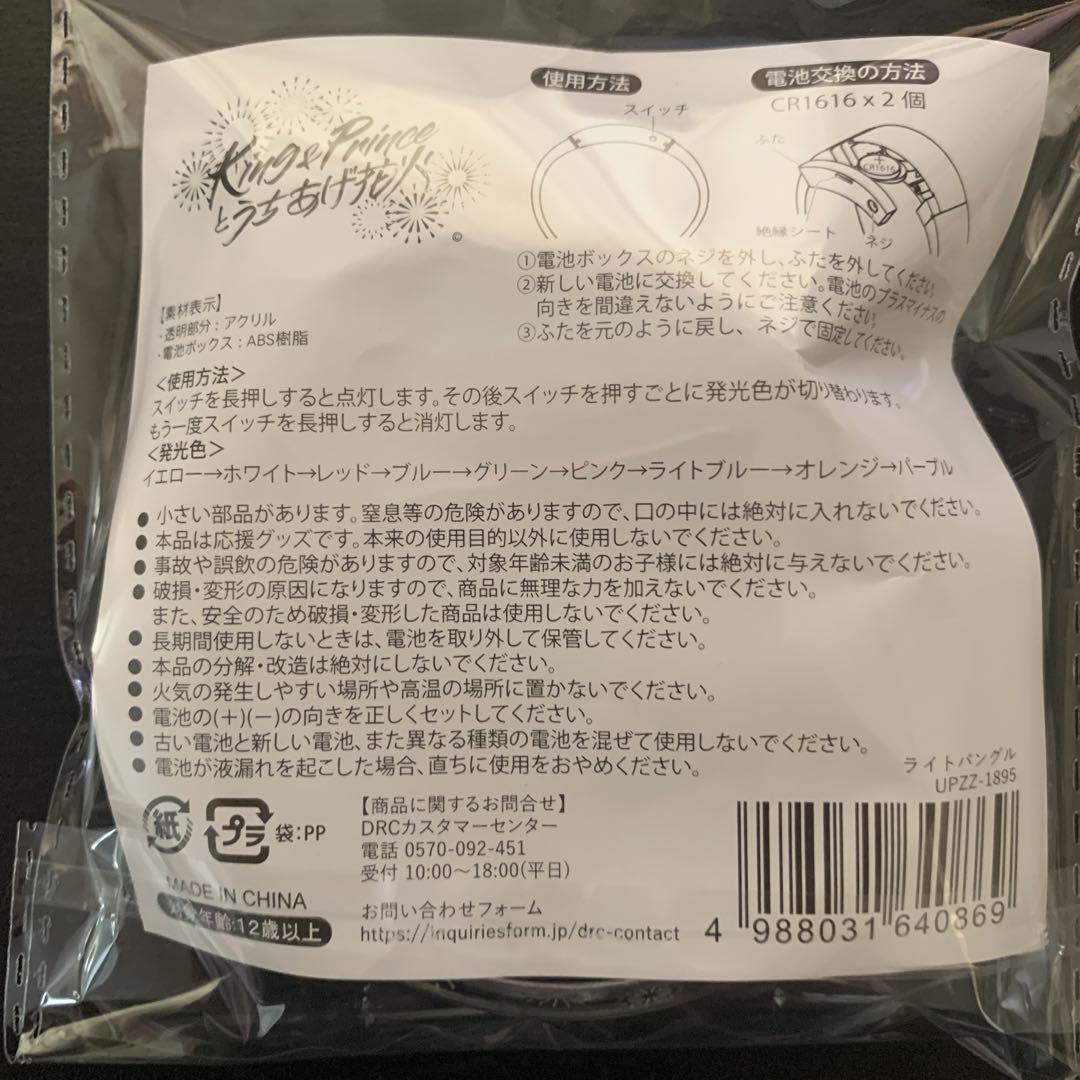 King & Prince
とうちあげ花火
©
使用方法
スイッチ
電池交換の方法
CR1616 x 2 個
ふた
+
CR1616
絶縁シート
ネジ
①電池ボックスのネジを外し、ふたを外してください。
②新しい電池に交換してください。電池のプラスマイナスの
向きを間違えないようにご注意ください。
③ふたを元のように戻し、ネジで固定してください。
【素材表示】
・透明部分：アクリル
・電池ボックス：ABS樹脂
＜使用方法＞
スイッチを長押しすると点灯します。その後スイッチを押すごとに発光色が切り替わります。
もう一度スイッチを長押しすると消灯します。
＜発光色＞
イエロー→ホワイト→レッド→ブルー→グリーン→ピンク→ライトブルー→オレンジ→パープル
● 小さい部品があります。窒息等の危険がありますので、口の中には絶対に入れないでください。
● 本品は応援グッズです。本来の使用目的以外に使用しないでください。
● 事故や誤飲の危険がありますので、対象年齢未満のお子様には絶対に与えないでください。
● 破損・変形の原因になりますので、商品に無理な力を加えないでください。
また、安全のため破損・変形した商品は使用しないでください。
● 長期間使用しないときは、電池を取り外して保管してください。
● 本品の分解・改造は絶対にしないでください。
● 火気の発生しやすい場所や高温の場所に置かないでください。
● 電池の(＋)(－)の向きを正しくセットしてください。
● 古い電池と新しい電池、また異なる種類の電池を混ぜて使用しないでください。
● 電池が液漏れを起こした場合、直ちに使用をおやめください。
ライトバングル
UPZZ-1895
紙
プラ
袋：PP
【商品に関するお問合せ】
DRCカスタマーセンター
電話 0570-092-451
受付 10:00～18:00(平日)
MADE IN CHINA
対象年齢:12歳以上
お問い合わせフォーム
https://inquiriesform.jp/drc-contact
4 988031 640869